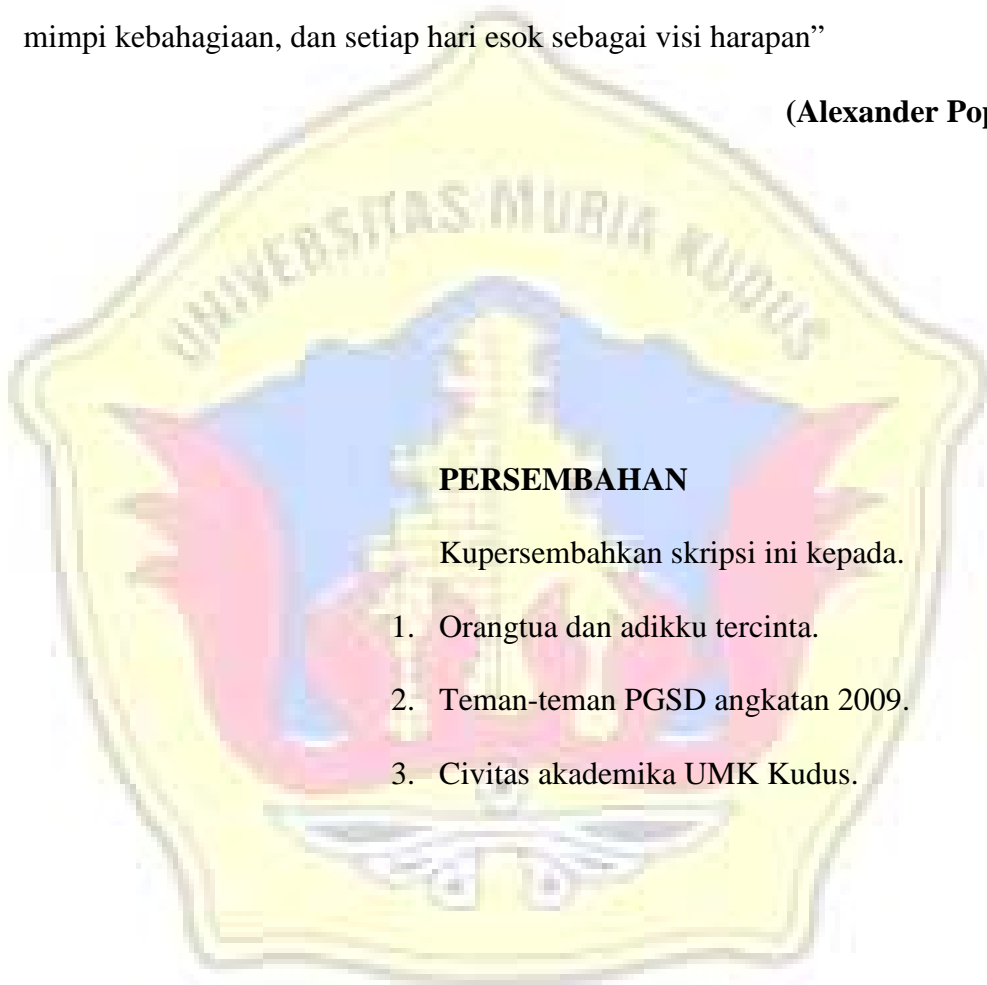 mimpi kebahagiaan, dan setiap hari esok sebagai visi harapan”
(Alexander Pop
UNIVERSITAS MURIA KUDUS
PERSEMBAHAN
Kupersembahkan skripsi ini kepada.
1. Orangtua dan adikku tercinta.
2. Teman-teman PGSD angkatan 2009.
3. Civitas akademika UMK Kudus.